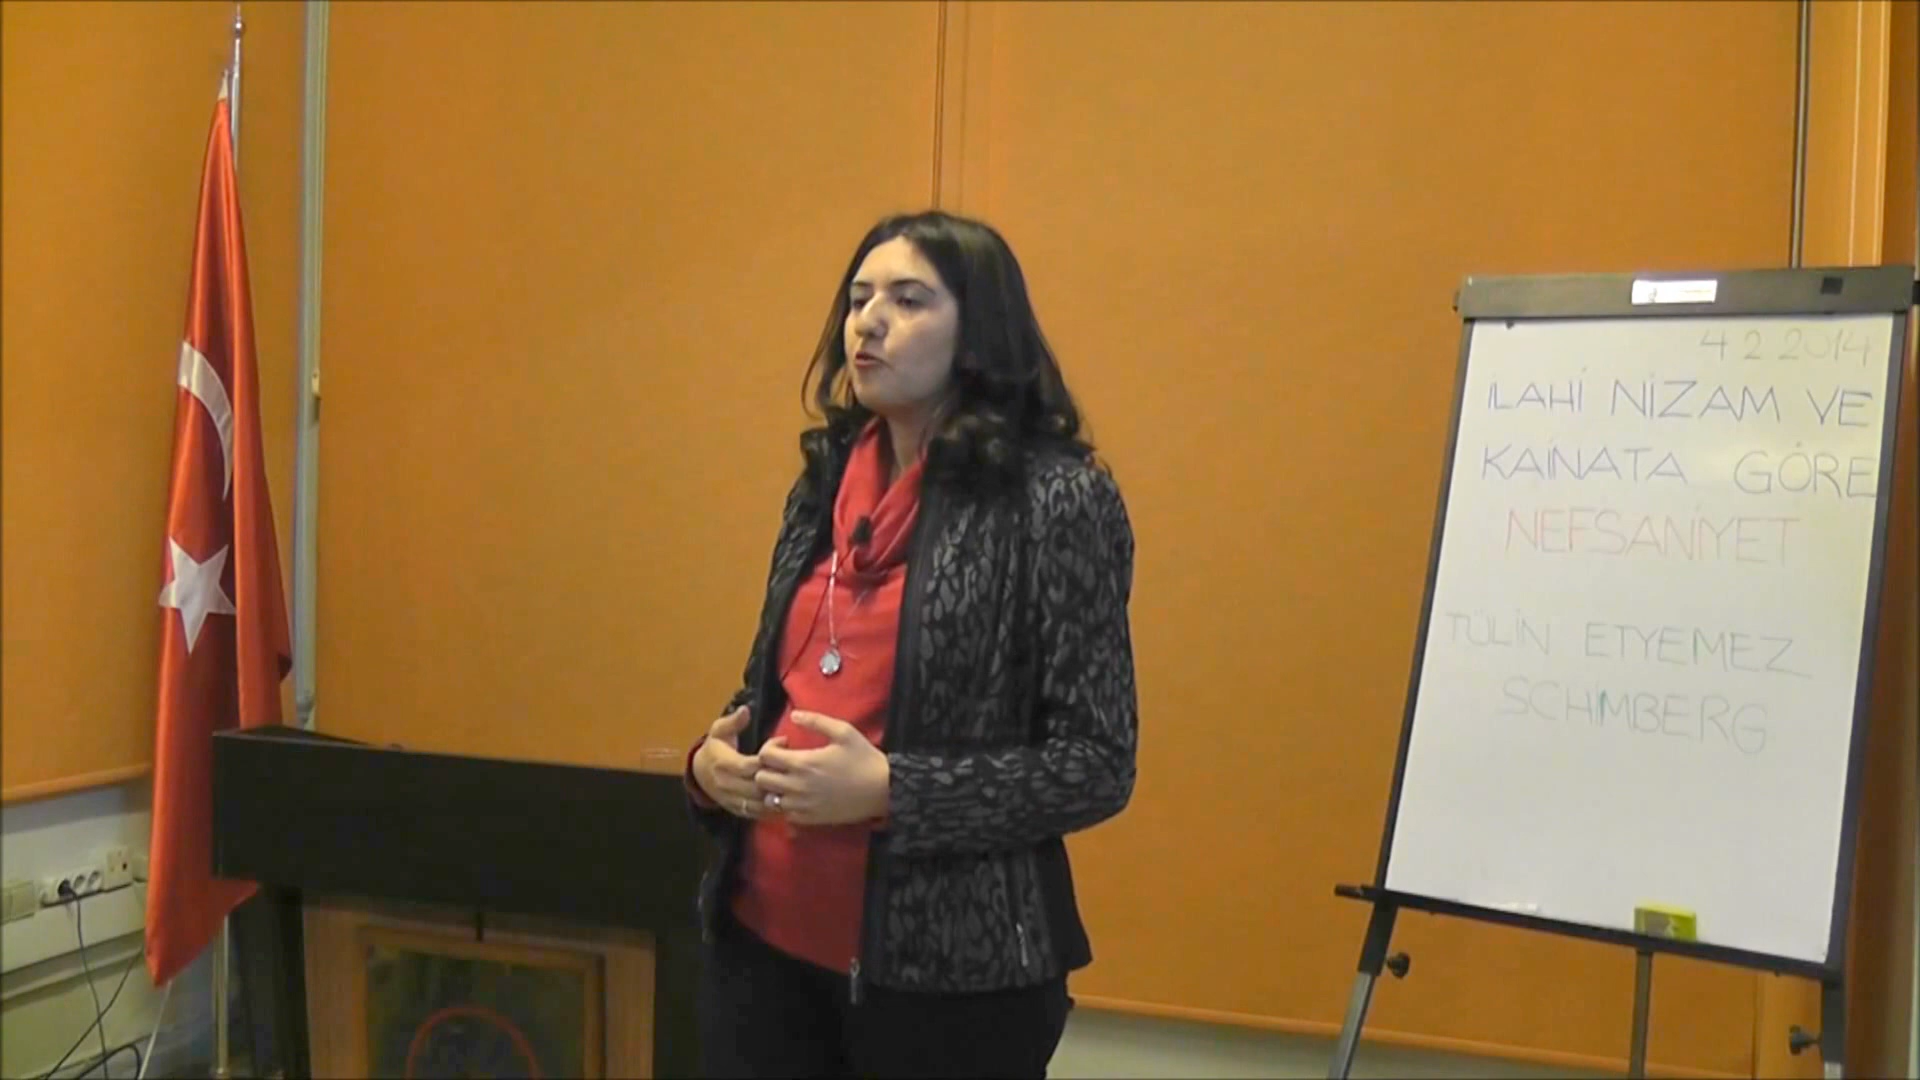 4 2 2014
İLAHİ NİZAM VE
KAİNATA GÖRE
NEFSANİYET
TÜLİN ETYEMEZ
SCHIMBERG